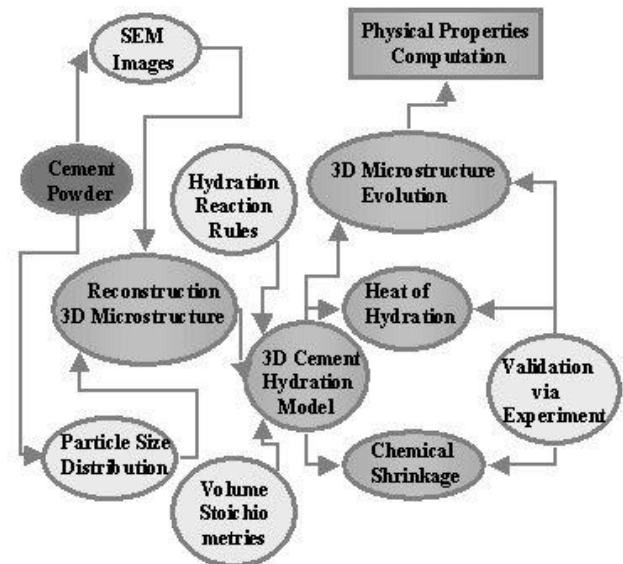 SEM
Images
Physical Properties
Computation
Cement
Powder
Hydration
Reaction
Rules
3D Microstructure
Evolution
Reconstruction
3D Microstructure
Heat of
Hydration
3D Cement
Hydration
Model
Validation
via
Experiment
Particle Size
Distribution
Chemical
Shrinkage
Volume
Stoichio
metries